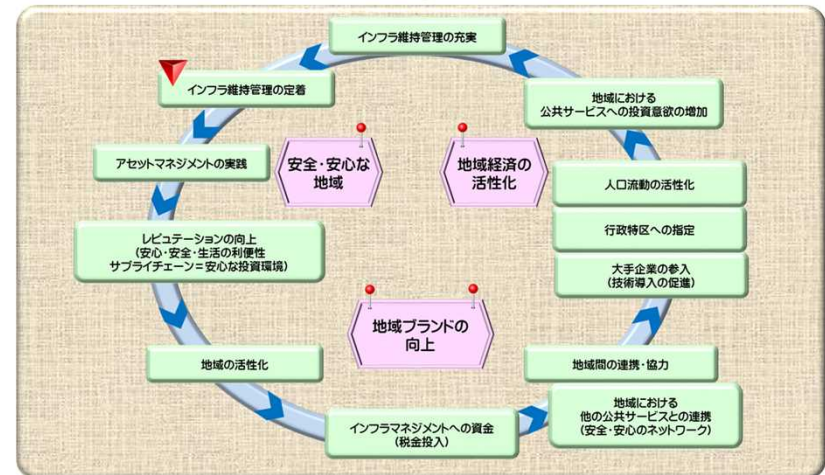 インフラ維持管理の充実
インフラ維持管理の定着
アセットマネジメントの実践
レピュテーションの向上
(安心・安全・生活の利便性
サプライチェーン=安心な投資環境)
地域の活性化
インフラマネジメントへの資金
(税金投入)
地域における
他の公共サービスとの連携
(安全・安心のネットワーク)
地域間の連携・協力
大手企業の参入
(技術導入の促進)
行政特区への指定
人口流動の活性化
地域における
公共サービスへの投資意欲の増加
安全・安心な
地域
地域経済の
活性化
地域ブランドの
向上